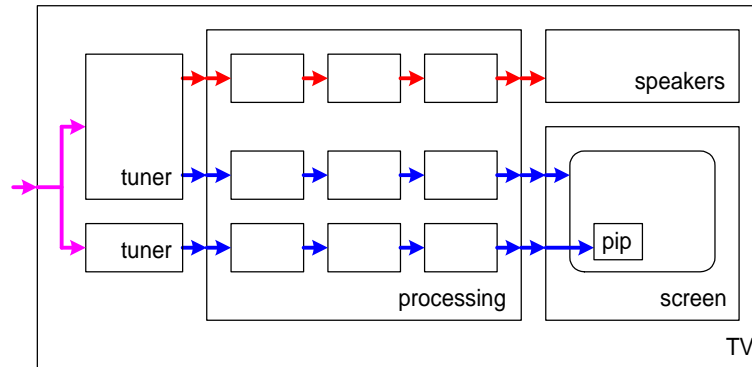 speakers
tuner
tuner
pip
processing
screen
TV